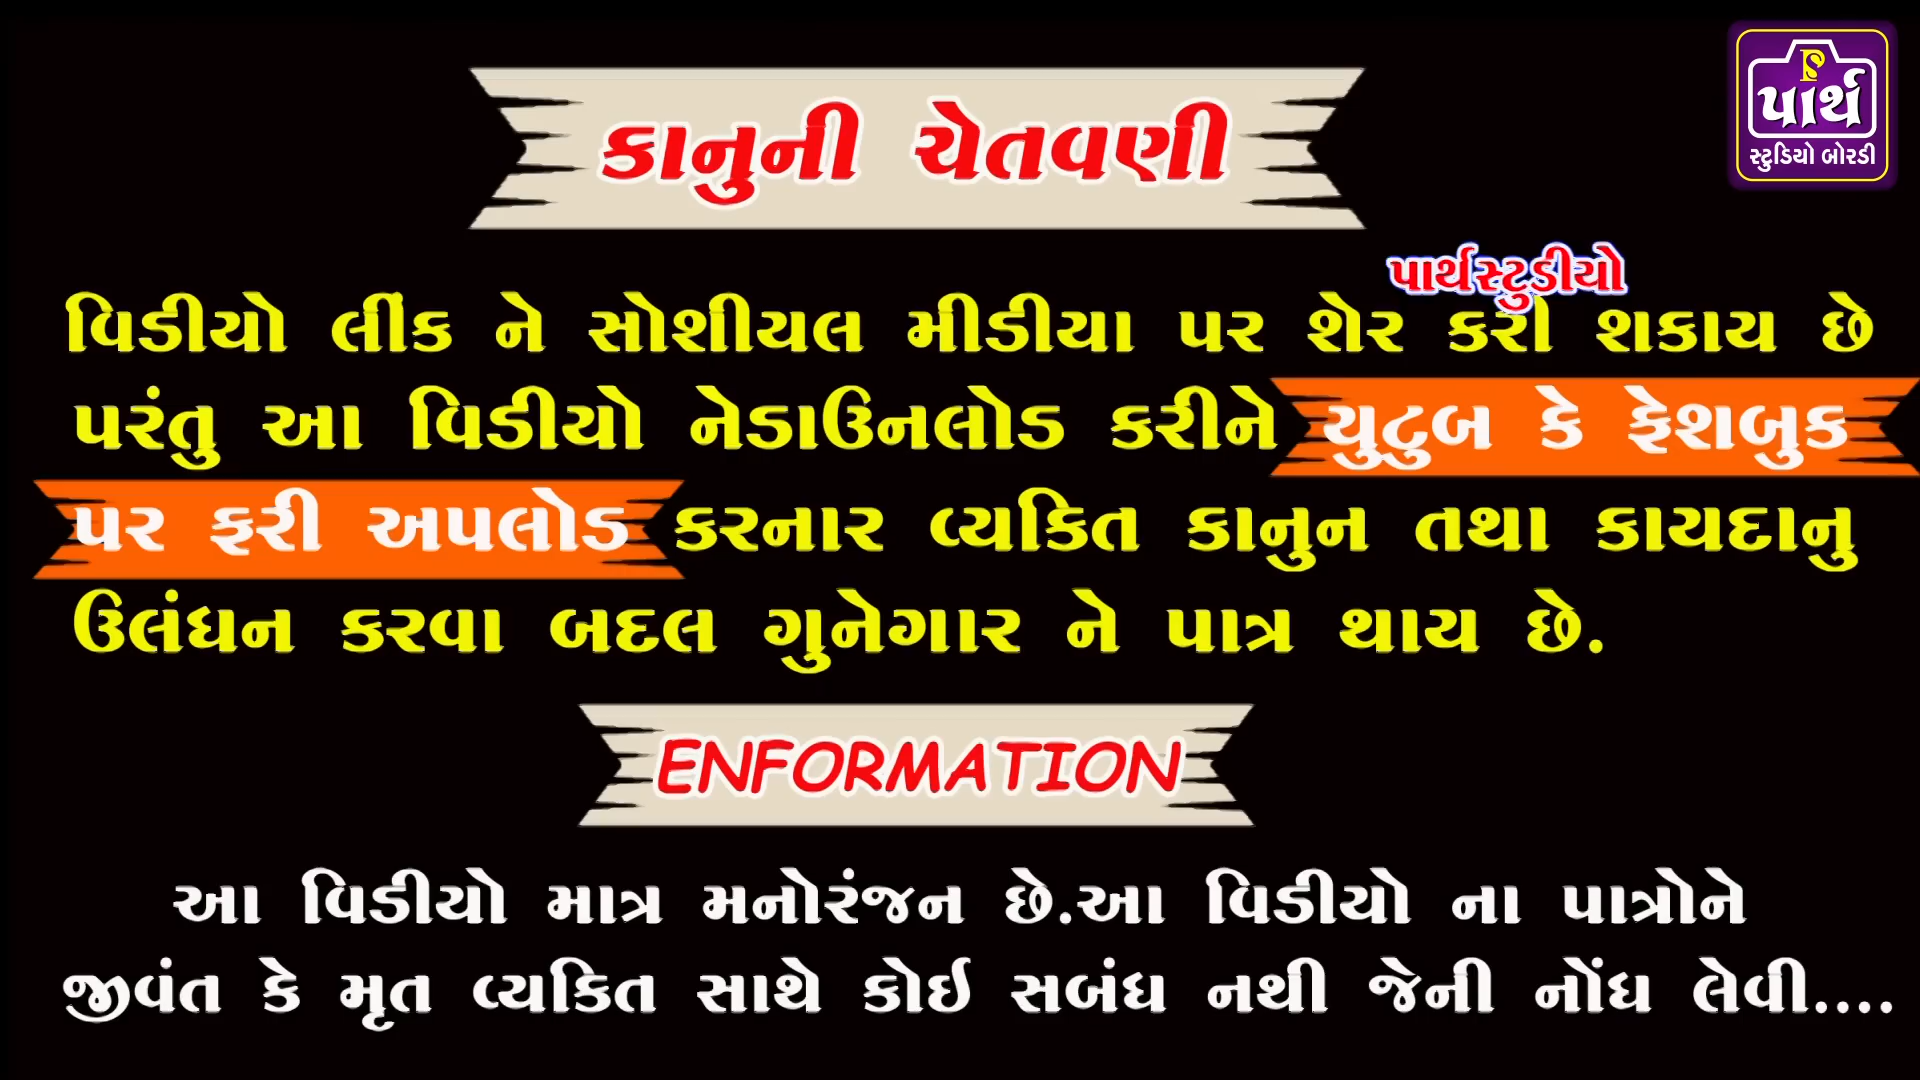 પાર્થ
સ્ટુડિયો બોરડી
કાનુની ચેતવણી
પાર્થસ્ટુડીયો
વિડીયો લીંક ને સોશીયલ મીડીયા પર શેર કરી શકાય છે
પરંતુ આ વિડીયો નેડાઉનલોડ કરીને યુટુબ કે ફેશબુક
પર ફરી અપલોડ કરનાર વ્યકિત કાનુન તથા કાયદાનુ
ઉલંઘન કરવા બદલ ગુનેગાર ને પાત્ર થાય છે.
ENFORMATION
આ વિડીયો માત્ર મનોરંજન છે.આ વિડીયો ના પાત્રોને
જીવંત કે મૃત વ્યકિત સાથે કોઇ સબંધ નથી જેની નોંધ લેવી....